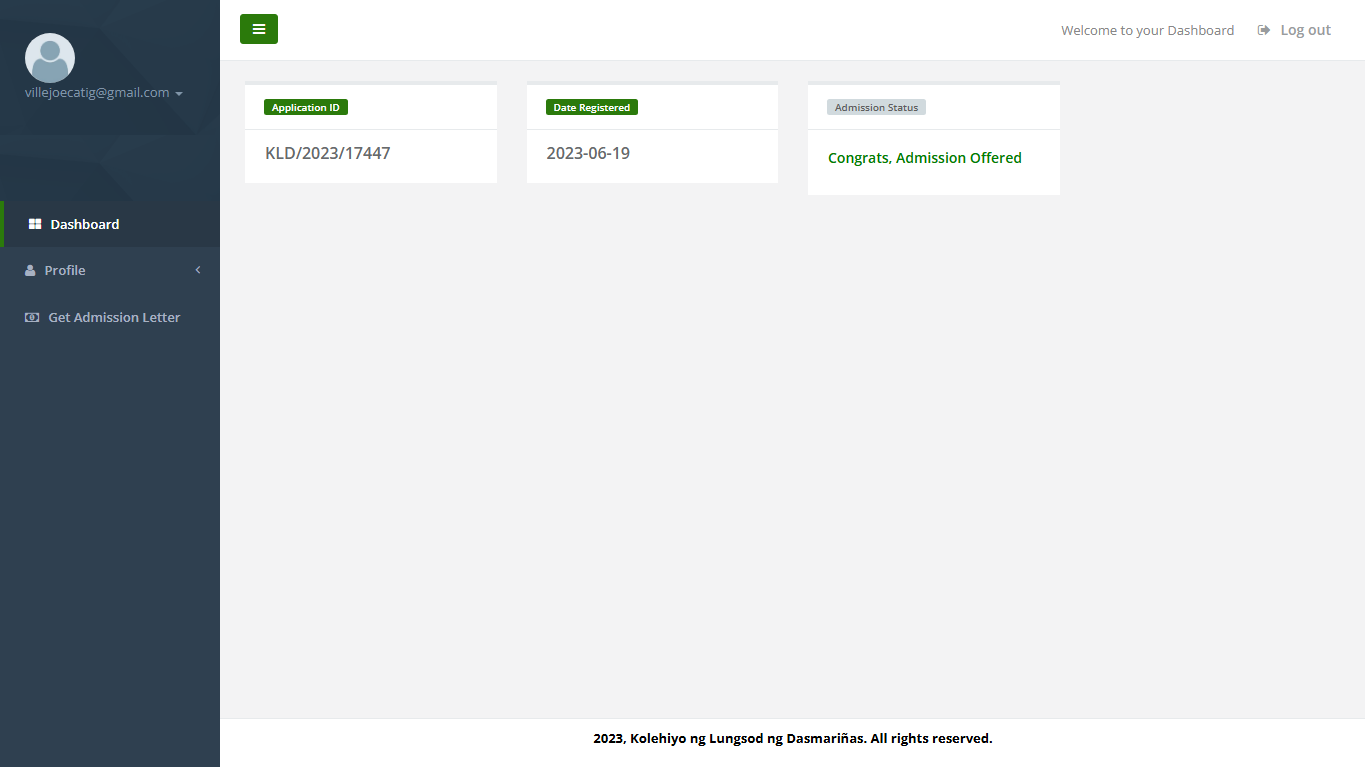 villejoecatig@gmail.com
Dashboard
Profile
Get Admission Letter
Welcome to your Dashboard
Log out
Application ID
KLD/2023/17447
Date Registered
2023-06-19
Admission Status
Congrats, Admission Offered
2023, Kolehiyo ng Lungsod ng Dasmariñas. All rights reserved.